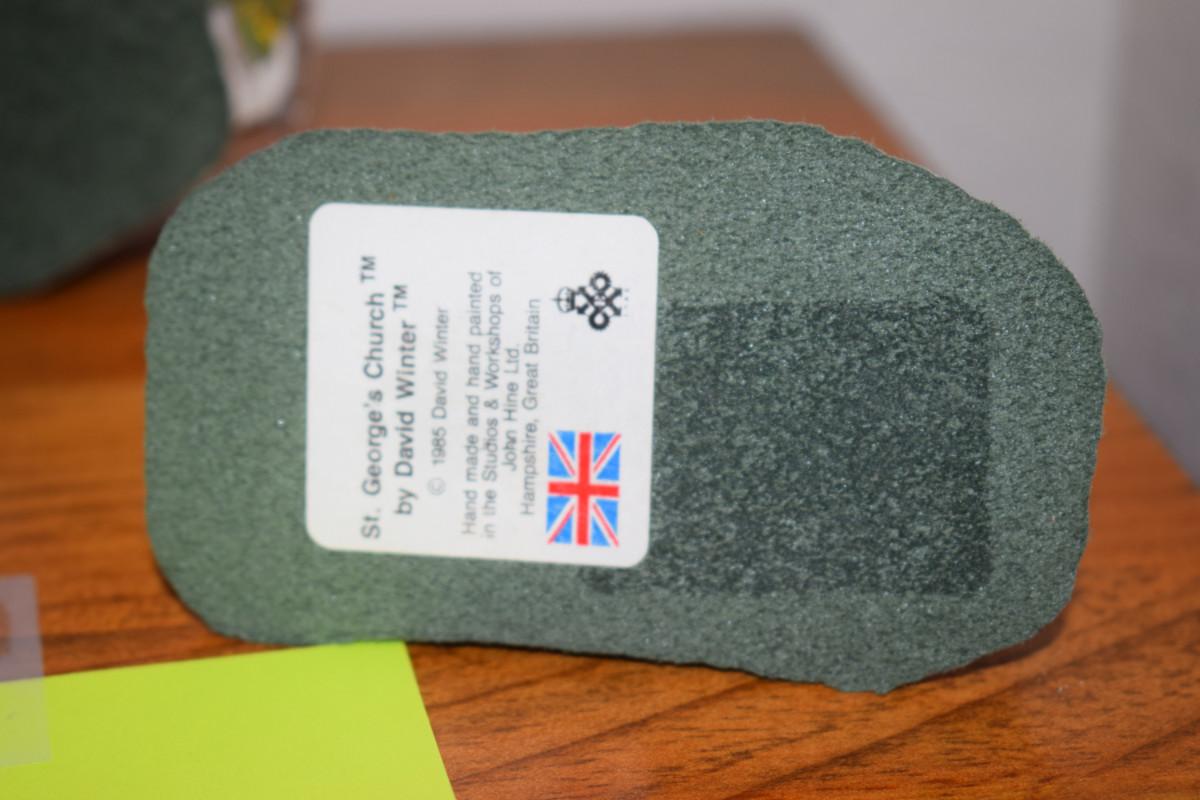 St. George's Church ™
by David Winter ™
© 1985 David Winter
Hand made and hand painted
in the Studios & Workshops of
John Hine Ltd.
Hampshire, Great Britain